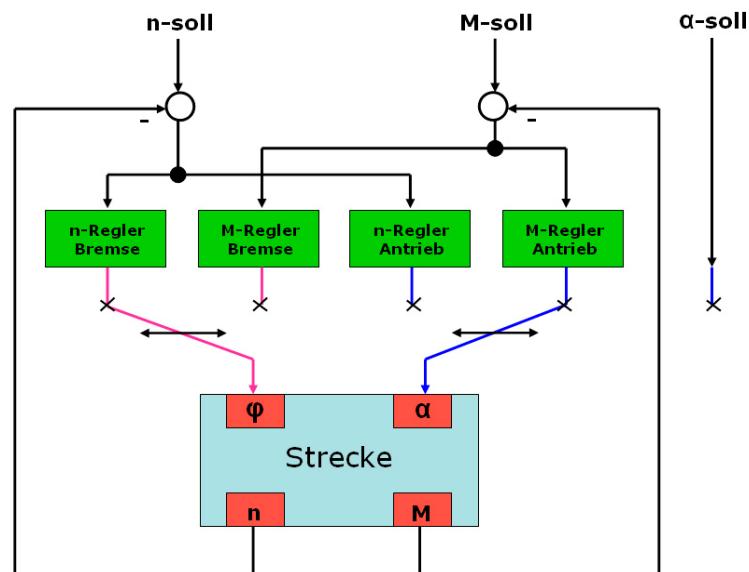 n-soll
M-soll
α-soll
-
-
n-Regler
Bremse
M-Regler
Bremse
n-Regler
Antrieb
M-Regler
Antrieb
φ
α
Strecke
n
M